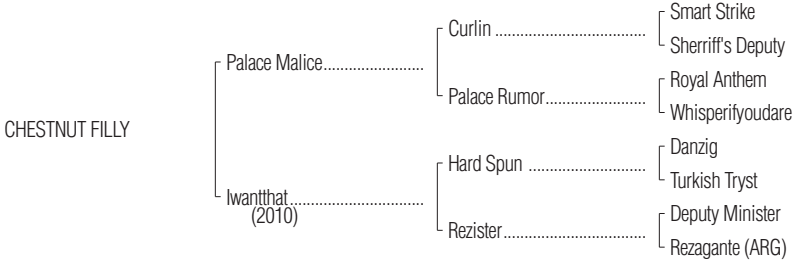 Smart Strike
Curlin ......................................
Sherriff's Deputy
Palace Malice.........................
Royal Anthem
Palace Rumor.........................
Whisperifyoudare
CHESTNUT FILLY
Danzig
Hard Spun .............................
Turkish Tryst
Iwantthat.................................
(2010)
Deputy Minister
Rezister...................................
Rezagante (ARG)